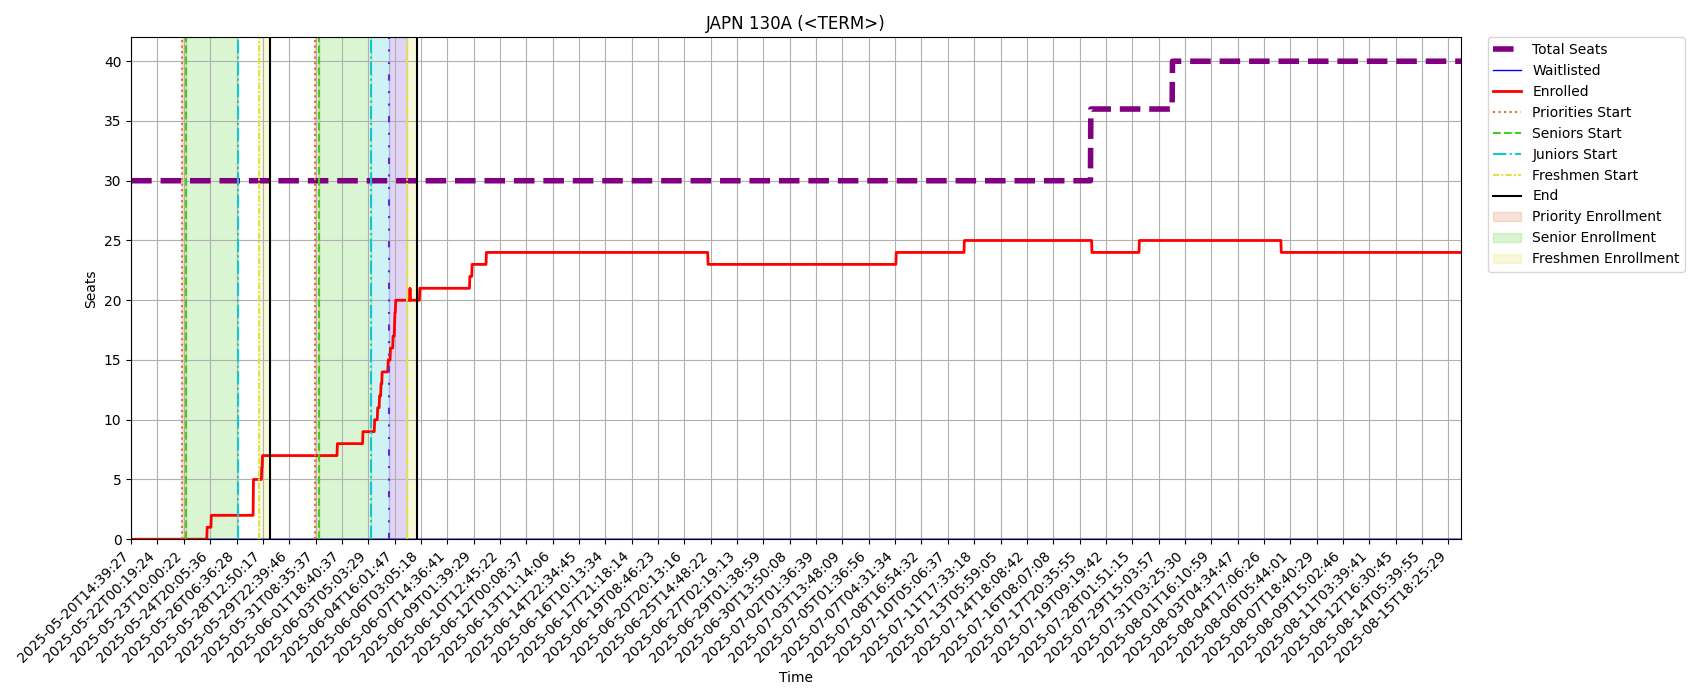 JAPN 130A (<TERM>)
Seats
40
35
30
25
20
15
10
5
0
2025-05-20T14:39:27
2025-05-22T00:19:24
2025-05-23T10:00:22
2025-05-24T20:05:36
2025-05-26T06:36:28
2025-05-28T12:50:17
2025-05-29T22:39:46
2025-05-31T08:35:37
2025-06-01T18:40:37
2025-06-03T05:03:29
2025-06-04T16:01:47
2025-06-06T03:05:18
2025-06-07T14:36:41
2025-06-09T01:39:29
2025-06-10T12:45:22
2025-06-12T00:08:37
2025-06-13T11:14:06
2025-06-14T22:34:45
2025-06-16T10:13:34
2025-06-17T21:18:14
2025-06-19T08:46:23
2025-06-20T20:13:16
2025-06-25T14:48:22
2025-06-27T02:19:13
2025-06-29T01:38:59
2025-06-30T13:50:08
2025-07-02T01:36:39
2025-07-03T13:48:09
2025-07-05T01:36:56
2025-07-07T04:31:34
2025-07-08T16:54:32
2025-07-10T05:06:37
2025-07-11T17:33:18
2025-07-13T05:59:05
2025-07-14T18:08:42
2025-07-16T08:07:08
2025-07-17T20:35:55
2025-07-19T09:19:42
2025-07-28T01:51:15
2025-07-29T15:03:57
2025-07-31T03:25:30
2025-08-01T16:10:59
2025-08-03T04:34:47
2025-08-04T17:06:26
2025-08-06T05:44:01
2025-08-07T18:40:29
2025-08-09T15:02:46
2025-08-11T03:39:41
2025-08-12T16:30:45
2025-08-14T05:39:55
2025-08-15T18:25:29
Time
Total Seats
Waitlisted
Enrolled
Priorities Start
Seniors Start
Juniors Start
Freshmen Start
End
Priority Enrollment
Senior Enrollment
Freshmen Enrollment